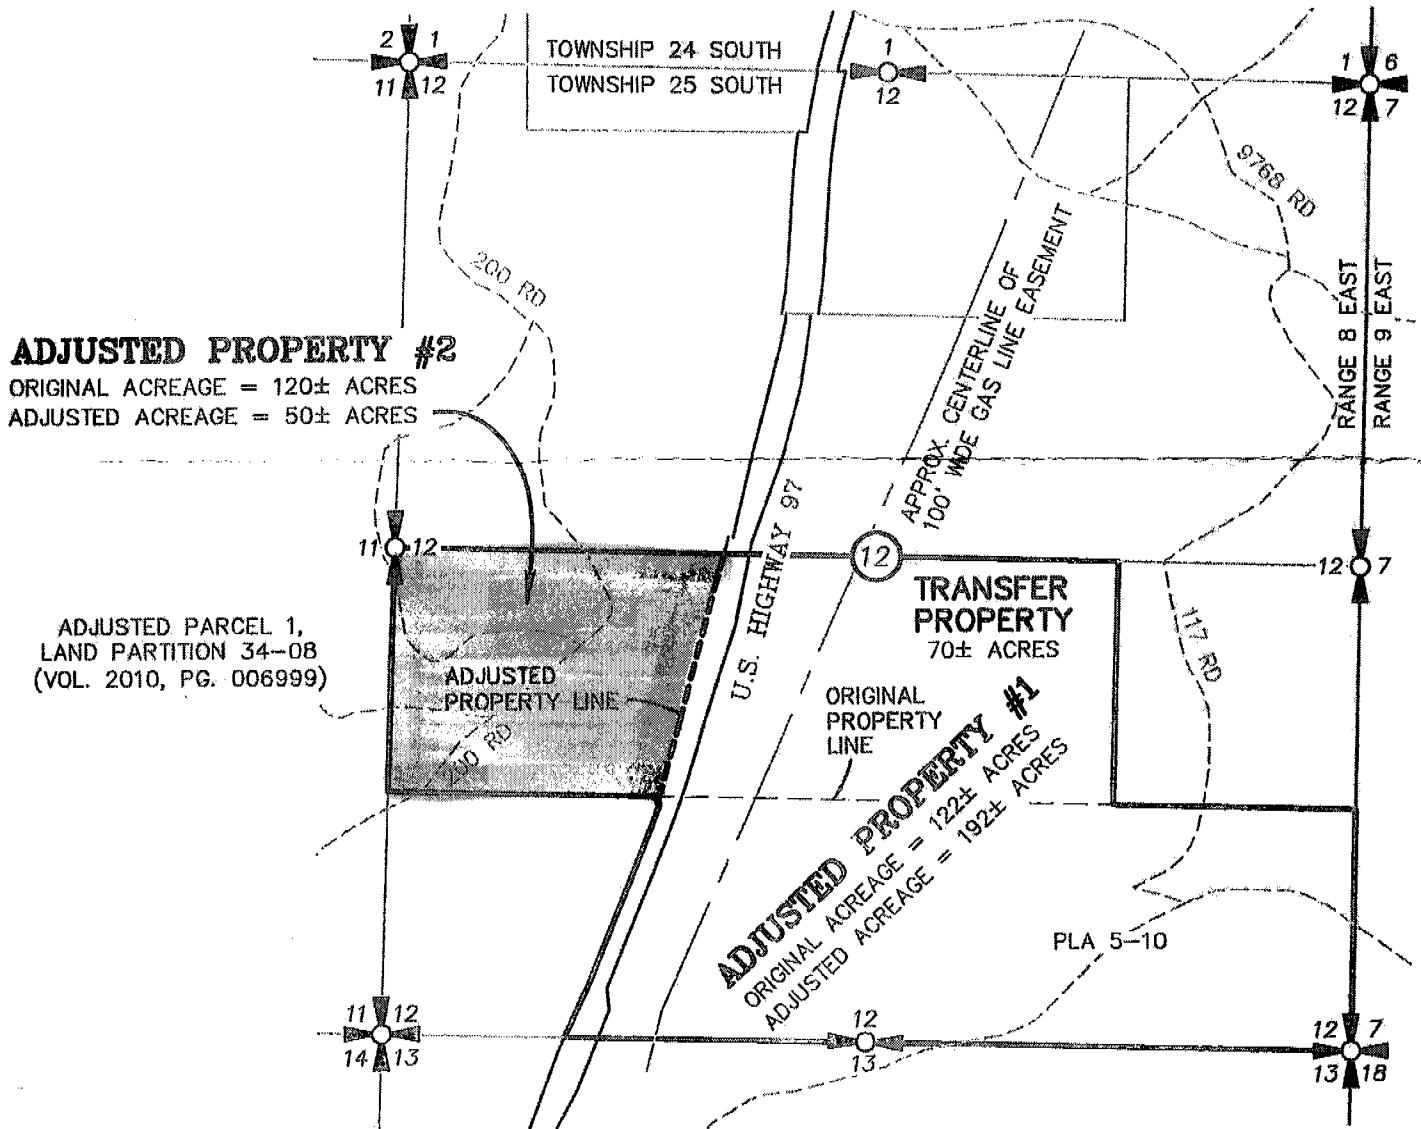 2 1
11 12
TOWNSHIP 24 SOUTH
TOWNSHIP 25 SOUTH
1
12
1 6
12 7
9768 RD
200 RD
APPROX. CENTERLINE OF
100' WIDE GAS LINE EASEMENT
RANGE 8 EAST
RANGE 9 EAST
ADJUSTED PROPERTY #2
ORIGINAL ACREAGE = 120± ACRES
ADJUSTED ACREAGE = 50± ACRES
U.S. HIGHWAY 97
11 12
12
12 7
TRANSFER
PROPERTY
70± ACRES
117 RD
ADJUSTED PARCEL 1,
LAND PARTITION 34-08
(VOL. 2010, PG. 006999)
ADJUSTED
PROPERTY LINE
200 RD
ORIGINAL
PROPERTY
LINE
ADJUSTED PROPERTY #1
ORIGINAL ACREAGE = 122± ACRES
ADJUSTED ACREAGE = 192± ACRES
PLA 5-10
11 12
14 13
12
13
12 7
13 18